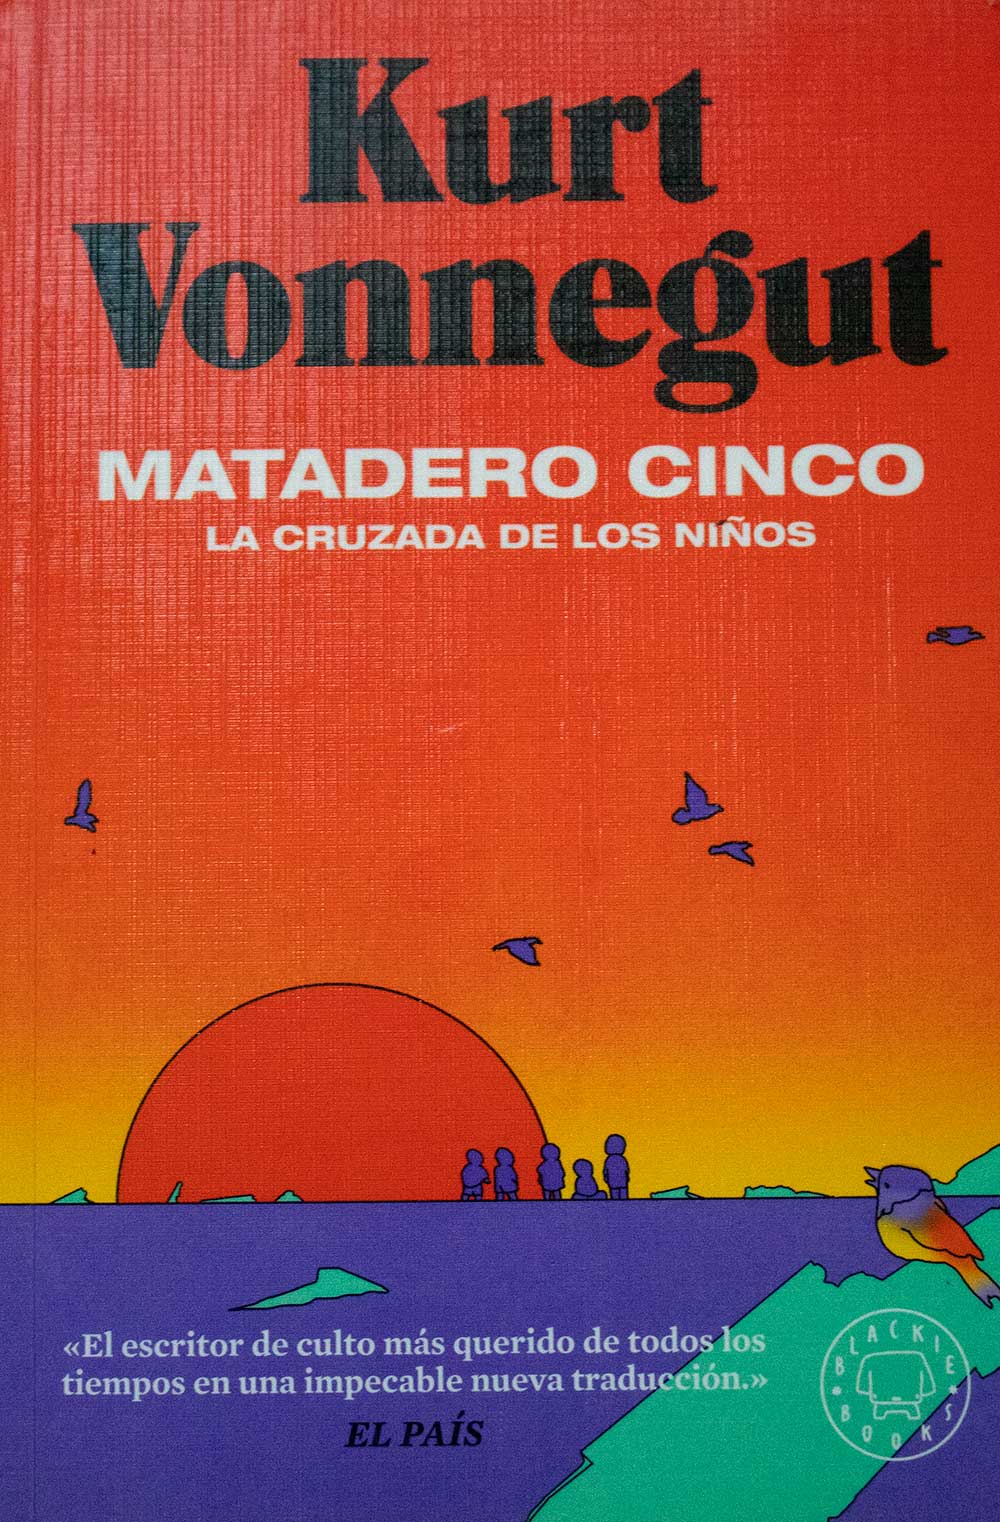 Kurt
Vonnegut
MATADERO CINCO
LA CRUZADA DE LOS NIÑOS
«El escritor de culto más querido de todos los
tiempos en una impecable nueva traducción.»
EL PAÍS
BLACKIE
BOOKS